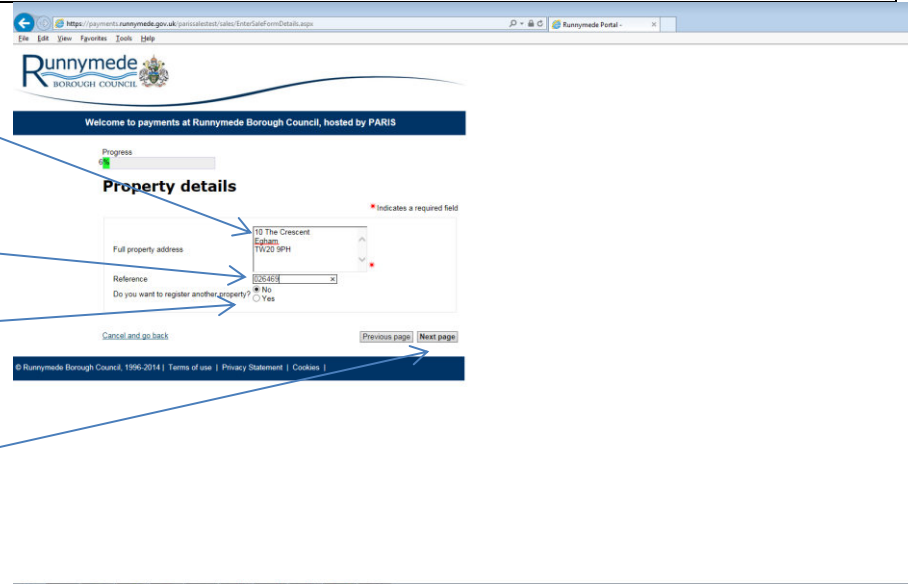 https://payments.runnymede.gov.uk/parissalestest/sales/EnterSaleFormDetails.aspx
Runnymede Portal -
File Edit View Favorites Tools Help
Runnymede
BOROUGH COUNCIL
Welcome to payments at Runnymede Borough Council, hosted by PARIS
Progress
6%
Property details
* Indicates a required field
Full property address
10 The Crescent
Egham
TW20 9PH
*
Reference
026469
Do you want to register another property?
No
Yes
Cancel and go back
Previous page
Next page
© Runnymede Borough Council, 1996-2014 | Terms of use | Privacy Statement | Cookies |